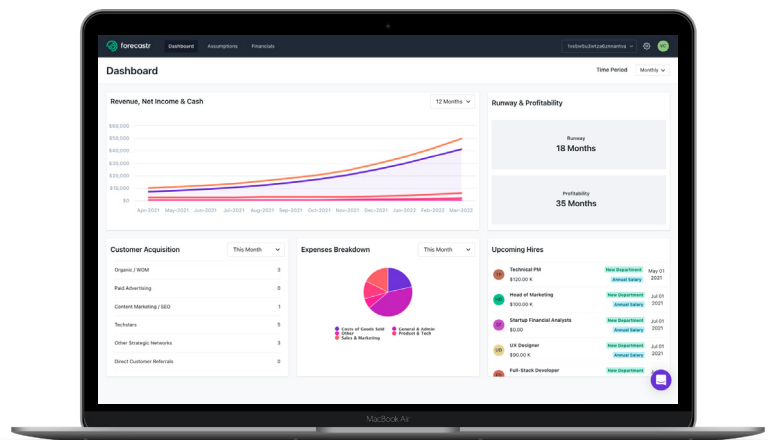 forecastr
Dashboard
Assumptions
Financials
VC
Dashboard
Time Period
Monthly
Revenue, Net Income & Cash
12 Months
$60,000
$50,000
$40,000
$30,000
$20,000
$10,000
$0
Apr-2021 May-2021 Jun-2021 Jul-2021 Aug-2021 Sep-2021 Oct-2021 Nov-2021 Dec-2021 Jan-2022 Feb-2022 Mar-2022
Runway & Profitability
Runway
18 Months
Profitability
35 Months
Customer Acquisition
This Month
Organic / WOM 3
Paid Advertising 0
Content Marketing / SEO 1
Techstars 5
Other Strategic Networks 3
Direct Customer Referrals 0
Expenses Breakdown
This Month
Costs of Goods Sold
General & Admin
Other
Product & Tech
Sales & Marketing
Upcoming Hires
Technical PM
$120.00 K
New Department
Annual Salary
May 01
2021
Head of Marketing
$100.00 K
New Department
Annual Salary
Jul 01
2021
Startup Financial Analysts
$0.00
New Department
Annual Salary
Jul 01
2021
UD
UX Designer
$90.00 K
New Department
Annual Salary
Jul 01
2021
Full-Stack Developer
New Department
MacBook Air